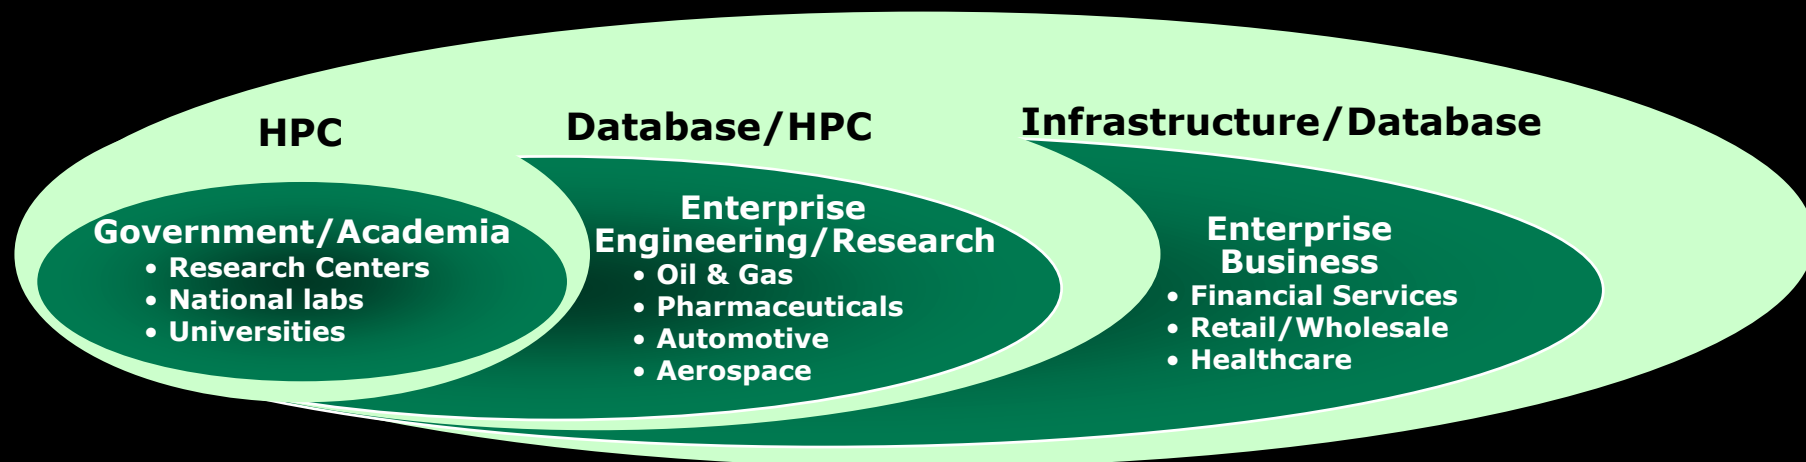 HPC
Government/Academia
• Research Centers
• National labs
• Universities
Database/HPC
Enterprise
Engineering/Research
• Oil & Gas
• Pharmaceuticals
• Automotive
• Aerospace
Infrastructure/Database
Enterprise
Business
• Financial Services
• Retail/Wholesale
• Healthcare